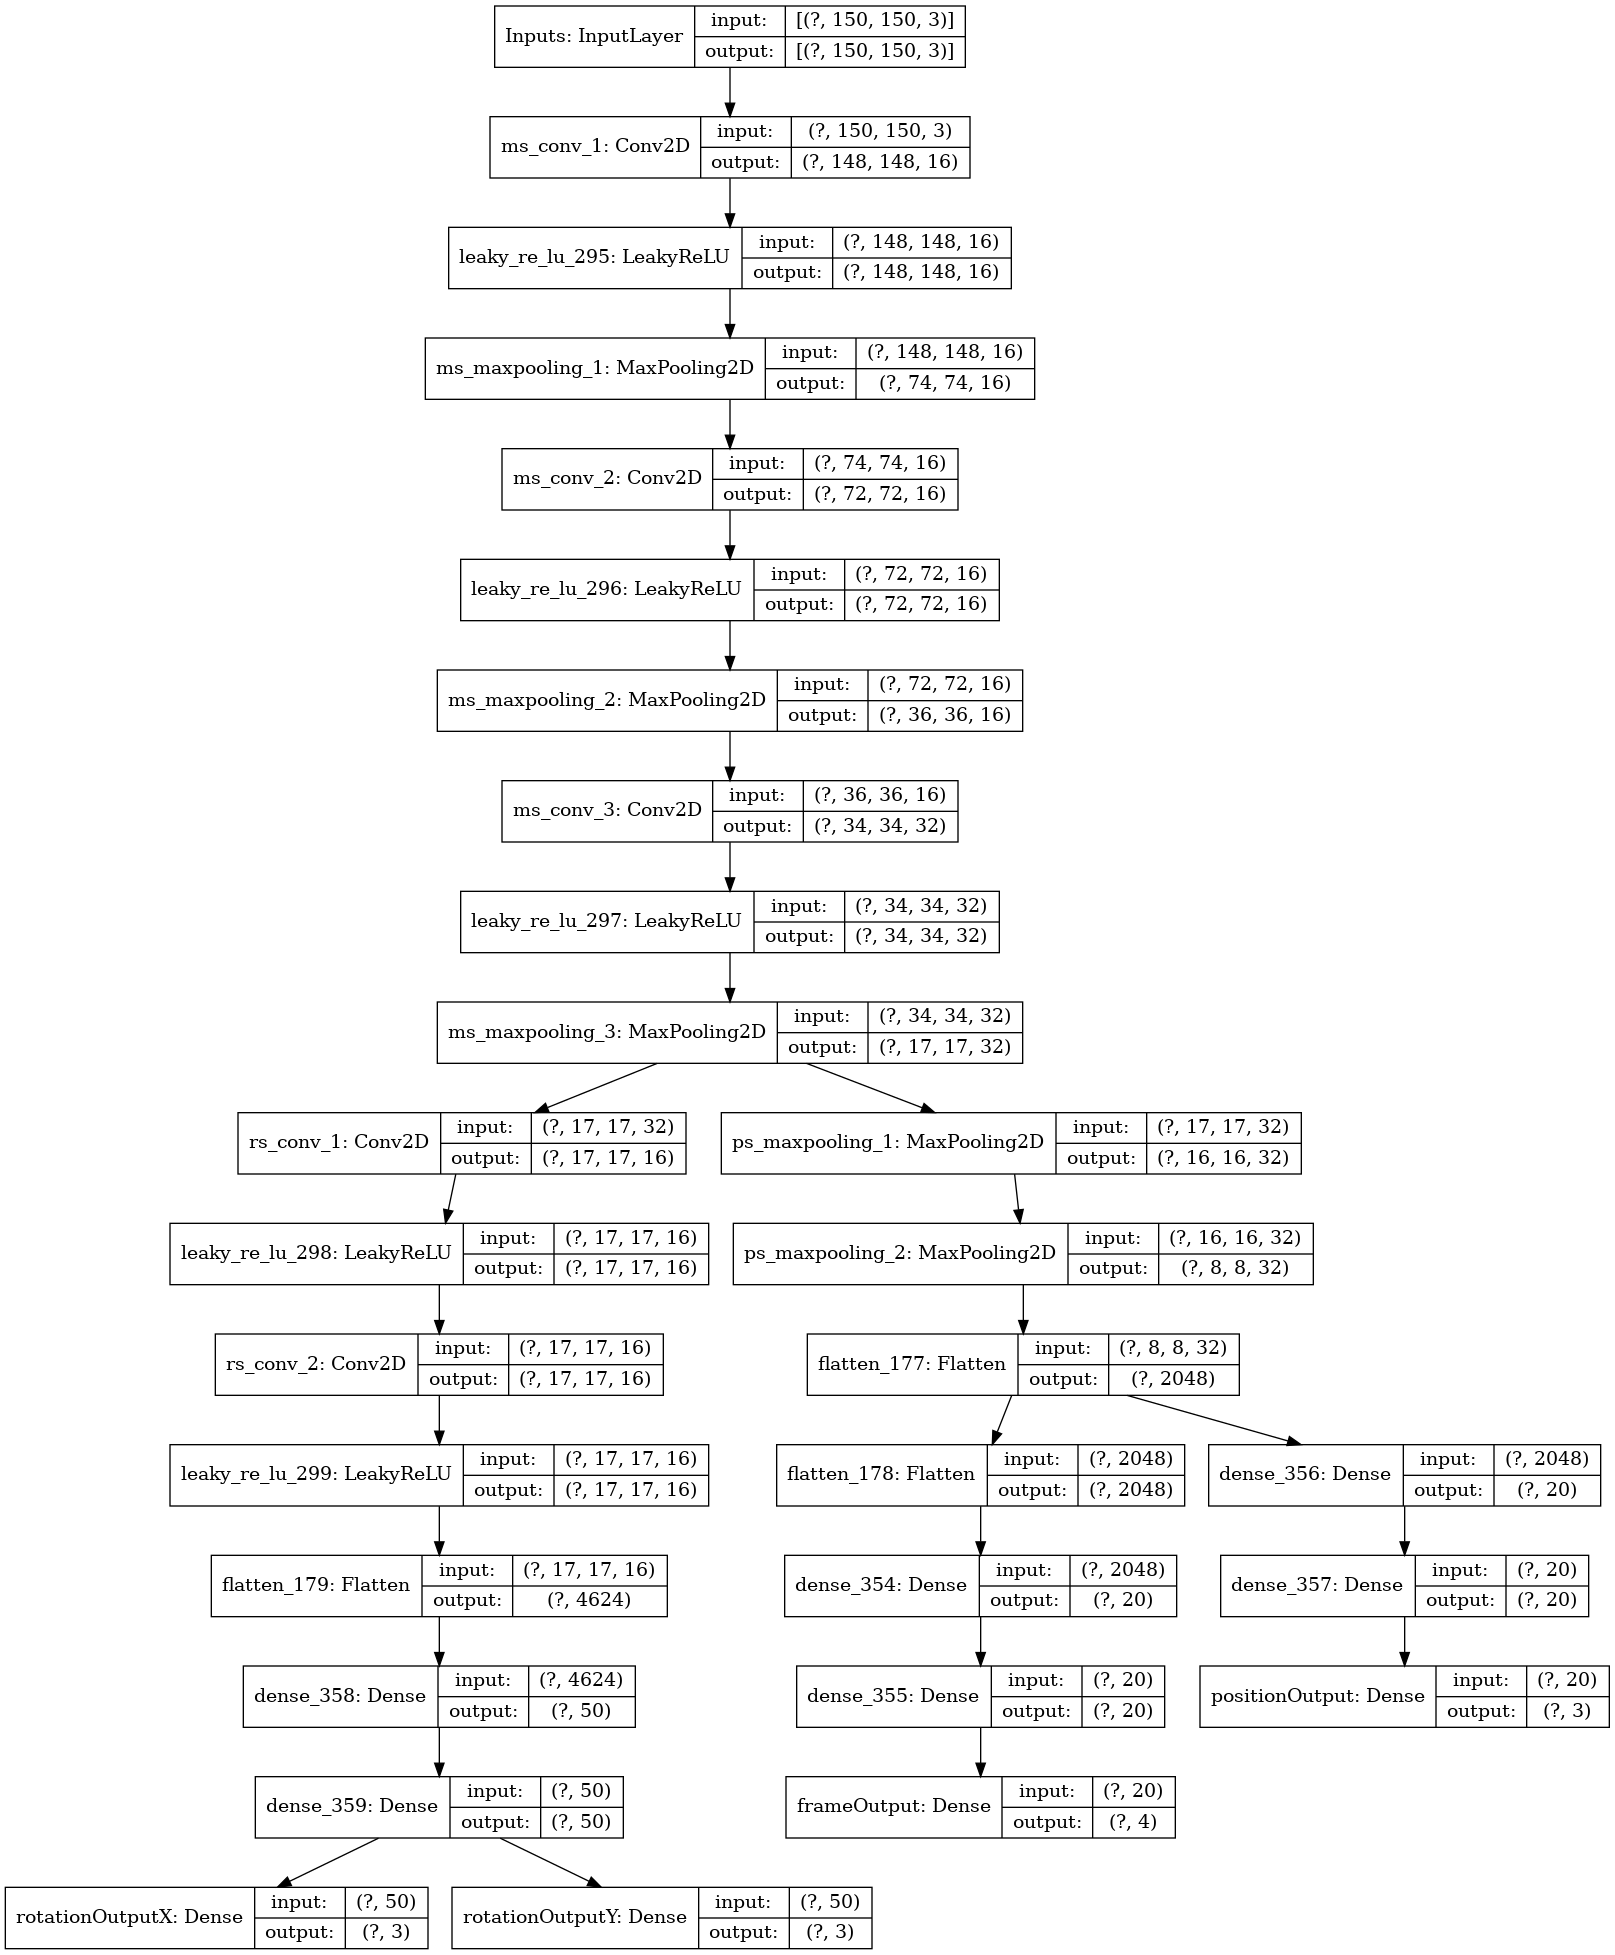 Inputs: InputLayer
input: [(?, 150, 150, 3)]
output: [(?, 150, 150, 3)]
ms_conv_1: Conv2D
input: (?, 150, 150, 3)
output: (?, 148, 148, 16)
leaky_re_lu_295: LeakyReLU
input: (?, 148, 148, 16)
output: (?, 148, 148, 16)
ms_maxpooling_1: MaxPooling2D
input: (?, 148, 148, 16)
output: (?, 74, 74, 16)
ms_conv_2: Conv2D
input: (?, 74, 74, 16)
output: (?, 72, 72, 16)
leaky_re_lu_296: LeakyReLU
input: (?, 72, 72, 16)
output: (?, 72, 72, 16)
ms_maxpooling_2: MaxPooling2D
input: (?, 72, 72, 16)
output: (?, 36, 36, 16)
ms_conv_3: Conv2D
input: (?, 36, 36, 16)
output: (?, 34, 34, 32)
leaky_re_lu_297: LeakyReLU
input: (?, 34, 34, 32)
output: (?, 34, 34, 32)
ms_maxpooling_3: MaxPooling2D
input: (?, 34, 34, 32)
output: (?, 17, 17, 32)
rs_conv_1: Conv2D
input: (?, 17, 17, 32)
output: (?, 17, 17, 16)
ps_maxpooling_1: MaxPooling2D
input: (?, 17, 17, 32)
output: (?, 16, 16, 32)
leaky_re_lu_298: LeakyReLU
input: (?, 17, 17, 16)
output: (?, 17, 17, 16)
ps_maxpooling_2: MaxPooling2D
input: (?, 16, 16, 32)
output: (?, 8, 8, 32)
rs_conv_2: Conv2D
input: (?, 17, 17, 16)
output: (?, 17, 17, 16)
flatten_177: Flatten
input: (?, 8, 8, 32)
output: (?, 2048)
leaky_re_lu_299: LeakyReLU
input: (?, 17, 17, 16)
output: (?, 17, 17, 16)
flatten_178: Flatten
input: (?, 2048)
output: (?, 2048)
dense_356: Dense
input: (?, 2048)
output: (?, 20)
flatten_179: Flatten
input: (?, 17, 17, 16)
output: (?, 4624)
dense_354: Dense
input: (?, 2048)
output: (?, 20)
dense_357: Dense
input: (?, 20)
output: (?, 20)
dense_358: Dense
input: (?, 4624)
output: (?, 50)
dense_355: Dense
input: (?, 20)
output: (?, 20)
positionOutput: Dense
input: (?, 20)
output: (?, 3)
dense_359: Dense
input: (?, 50)
output: (?, 50)
frameOutput: Dense
input: (?, 20)
output: (?, 4)
rotationOutputX: Dense
input: (?, 50)
output: (?, 3)
rotationOutputY: Dense
input: (?, 50)
output: (?, 3)